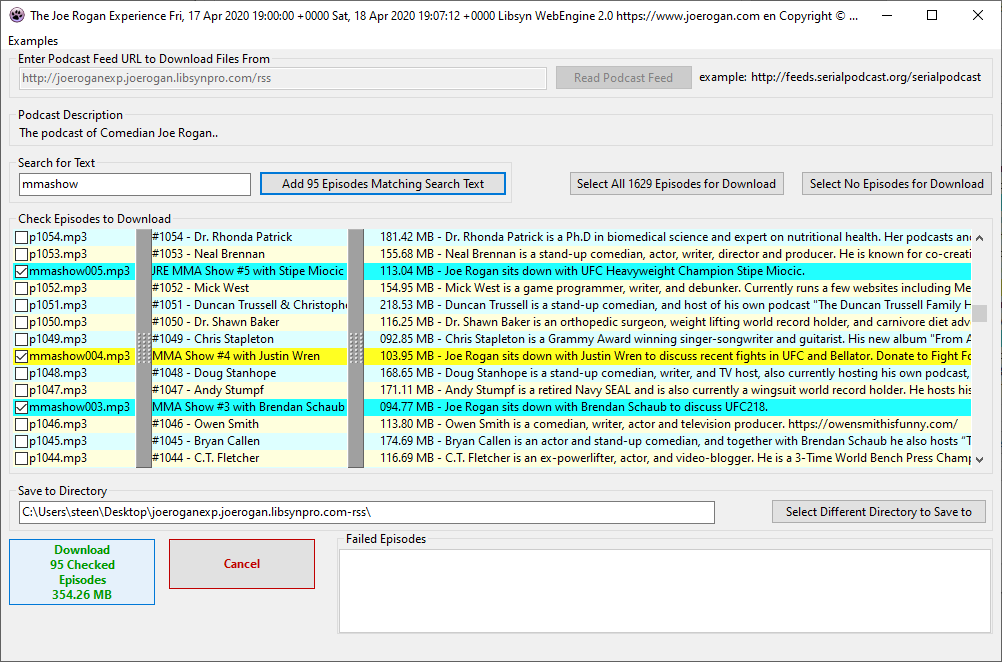 The Joe Rogan Experience Fri, 17 Apr 2020 19:00:00 +0000 Sat, 18 Apr 2020 19:07:12 +0000 Libsyn WebEngine 2.0 https://www.joerogan.com en Copyright © ...
Examples
Enter Podcast Feed URL to Download Files From
http://joeroganexp.joerogan.libsynpro.com/rss Read Podcast Feed example: http://feeds.serialpodcast.org/serialpodcast
Podcast Description
The podcast of Comedian Joe Rogan..
Search for Text
mmashow Add 95 Episodes Matching Search Text Select All 1629 Episodes for Download Select No Episodes for Download
Check Episodes to Download
p1054.mp3 #1054 - Dr. Rhonda Patrick 181.42 MB - Dr. Rhonda Patrick is a Ph.D in biomedical science and expert on nutritional health. Her podcasts an
p1053.mp3 #1053 - Neal Brennan 155.68 MB - Neal Brennan is a stand-up comedian, actor, writer, director and producer. He is known for co-creati
mmashow005.mp3 JRE MMA Show #5 with Stipe Miocic 113.04 MB - Joe Rogan sits down with UFC Heavyweight Champion Stipe Miocic.
p1052.mp3 #1052 - Mick West 154.95 MB - Mick West is a game programmer, writer, and debunker. Currently runs a few websites including Me
p1051.mp3 #1051 - Duncan Trussell & Christophe 218.53 MB - Duncan Trussell is a stand-up comedian, and host of his own podcast "The Duncan Trussell Family H
p1050.mp3 #1050 - Dr. Shawn Baker 116.25 MB - Dr. Shawn Baker is an orthopedic surgeon, weight lifting world record holder, and carnivore diet adv
p1049.mp3 #1049 - Chris Stapleton 092.85 MB - Chris Stapleton is a Grammy Award winning singer-songwriter and guitarist. His new album "From A
mmashow004.mp3 MMA Show #4 with Justin Wren 103.95 MB - Joe Rogan sits down with Justin Wren to discuss recent fights in UFC and Bellator. Donate to Fight Fo
p1048.mp3 #1048 - Doug Stanhope 168.65 MB - Doug Stanhope is a stand-up comedian, writer, and TV host, also currently hosting his own podcast,
p1047.mp3 #1047 - Andy Stumpf 171.11 MB - Andy Stumpf is a retired Navy SEAL and is also currently a wingsuit world record holder. He hosts his
mmashow003.mp3 MMA Show #3 with Brendan Schaub 094.77 MB - Joe Rogan sits down with Brendan Schaub to discuss UFC218.
p1046.mp3 #1046 - Owen Smith 113.80 MB - Owen Smith is a comedian, writer, actor and television producer. https://owensmithisfunny.com/
p1045.mp3 #1045 - Bryan Callen 174.69 MB - Bryan Callen is an actor and stand-up comedian, and together with Brendan Schaub he also hosts "T
p1044.mp3 #1044 - C.T. Fletcher 116.69 MB - C.T. Fletcher is an ex-powerlifter, actor, and video-blogger. He is a 3-Time World Bench Press Champ
Save to Directory
C:\Users\steen\Desktop\joeroganexp.joerogan.libsynpro.com-rss\ Select Different Directory to Save to
Download
95 Checked
Episodes
354.26 MB
Cancel
Failed Episodes